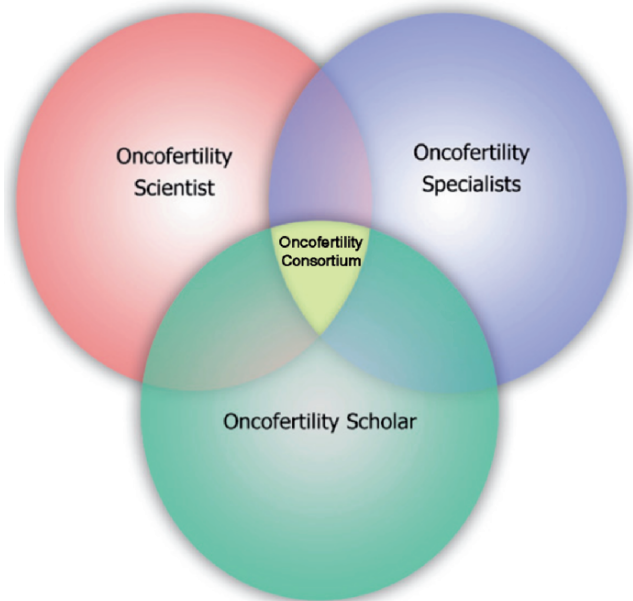 Oncofertility
Scientist
Oncofertility
Specialists
Oncofertility
Consortium
Oncofertility Scholar